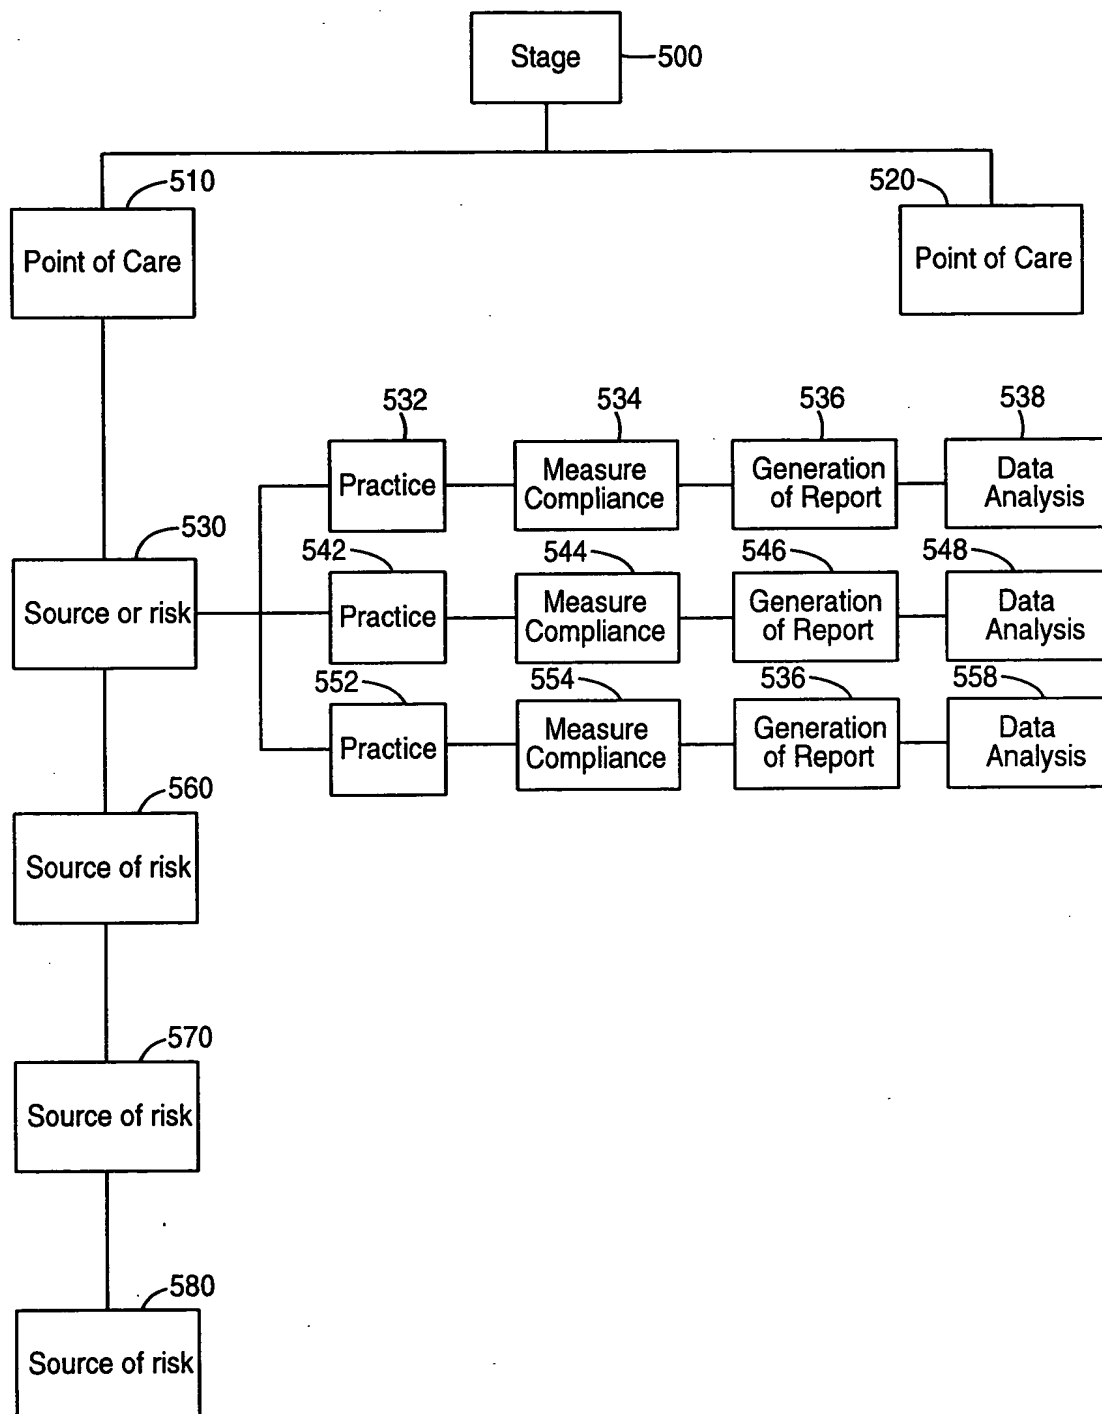 Stage
500
510
520
Point of Care
Point of Care
532
534
536
538
Practice
Measure
Compliance
Generation
of Report
Data
Analysis
530
Source or risk
542
544
546
548
Practice
Measure
Compliance
Generation
of Report
Data
Analysis
552
554
536
558
Practice
Measure
Compliance
Generation
of Report
Data
Analysis
560
Source of risk
570
Source of risk
580
Source of risk